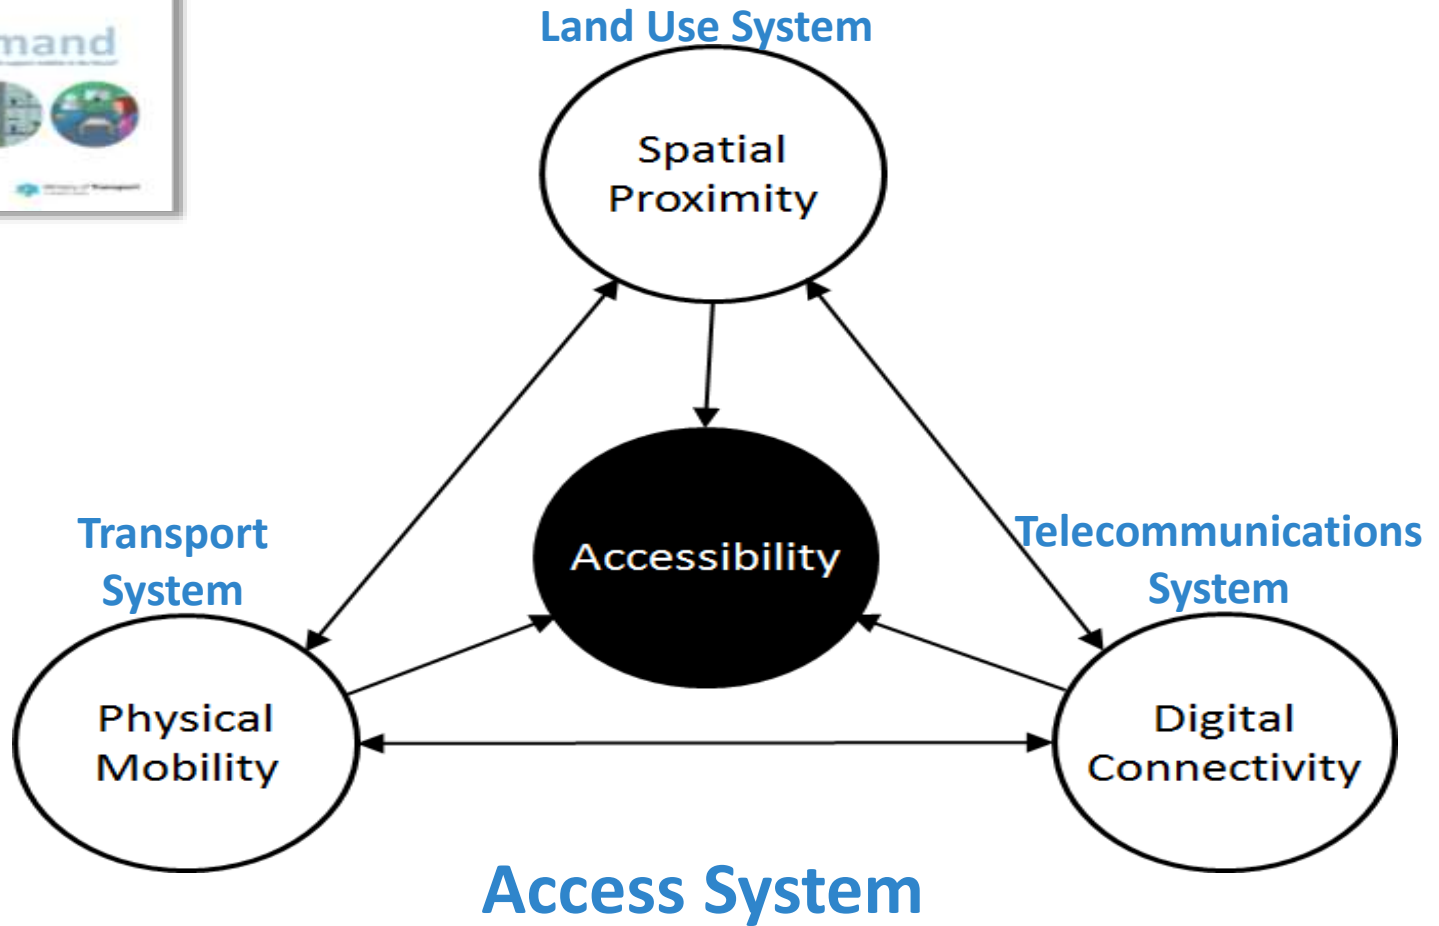 mand
Land Use System
Spatial
Proximity
Accessibility
Transport
System
Telecommunications
System
Physical
Mobility
Digital
Connectivity
Access System